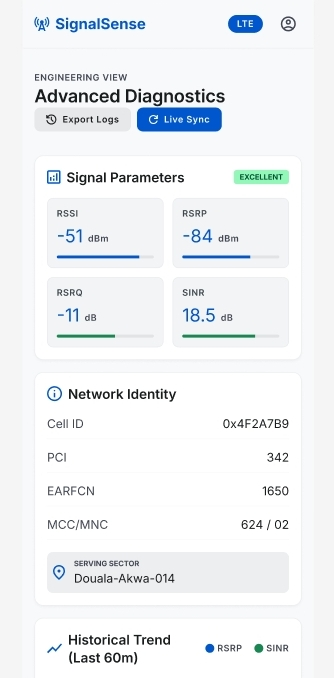 SignalSense
LTE
ENGINEERING VIEW
Advanced Diagnostics
Export Logs
Live Sync
Signal Parameters
EXCELLENT
RSSI
-51 dBm
RSRP
-84 dBm
RSRQ
-11 dB
SINR
18.5 dB
Network Identity
Cell ID 0x4F2A7B9
PCI 342
EARFCN 1650
MCC/MNC 624 / 02
SERVING SECTOR
Douala-Akwa-014
Historical Trend
(Last 60m)
RSRP SINR